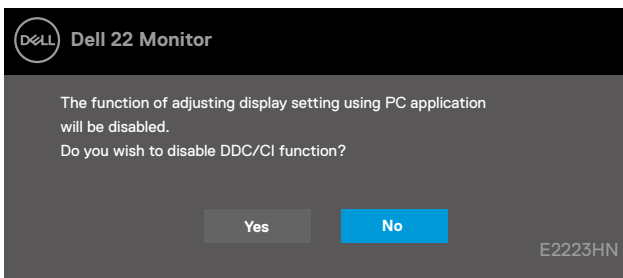 DELL Dell 22 Monitor
The function of adjusting display setting using PC application
will be disabled.
Do you wish to disable DDC/CI function?
Yes No
E2223HN